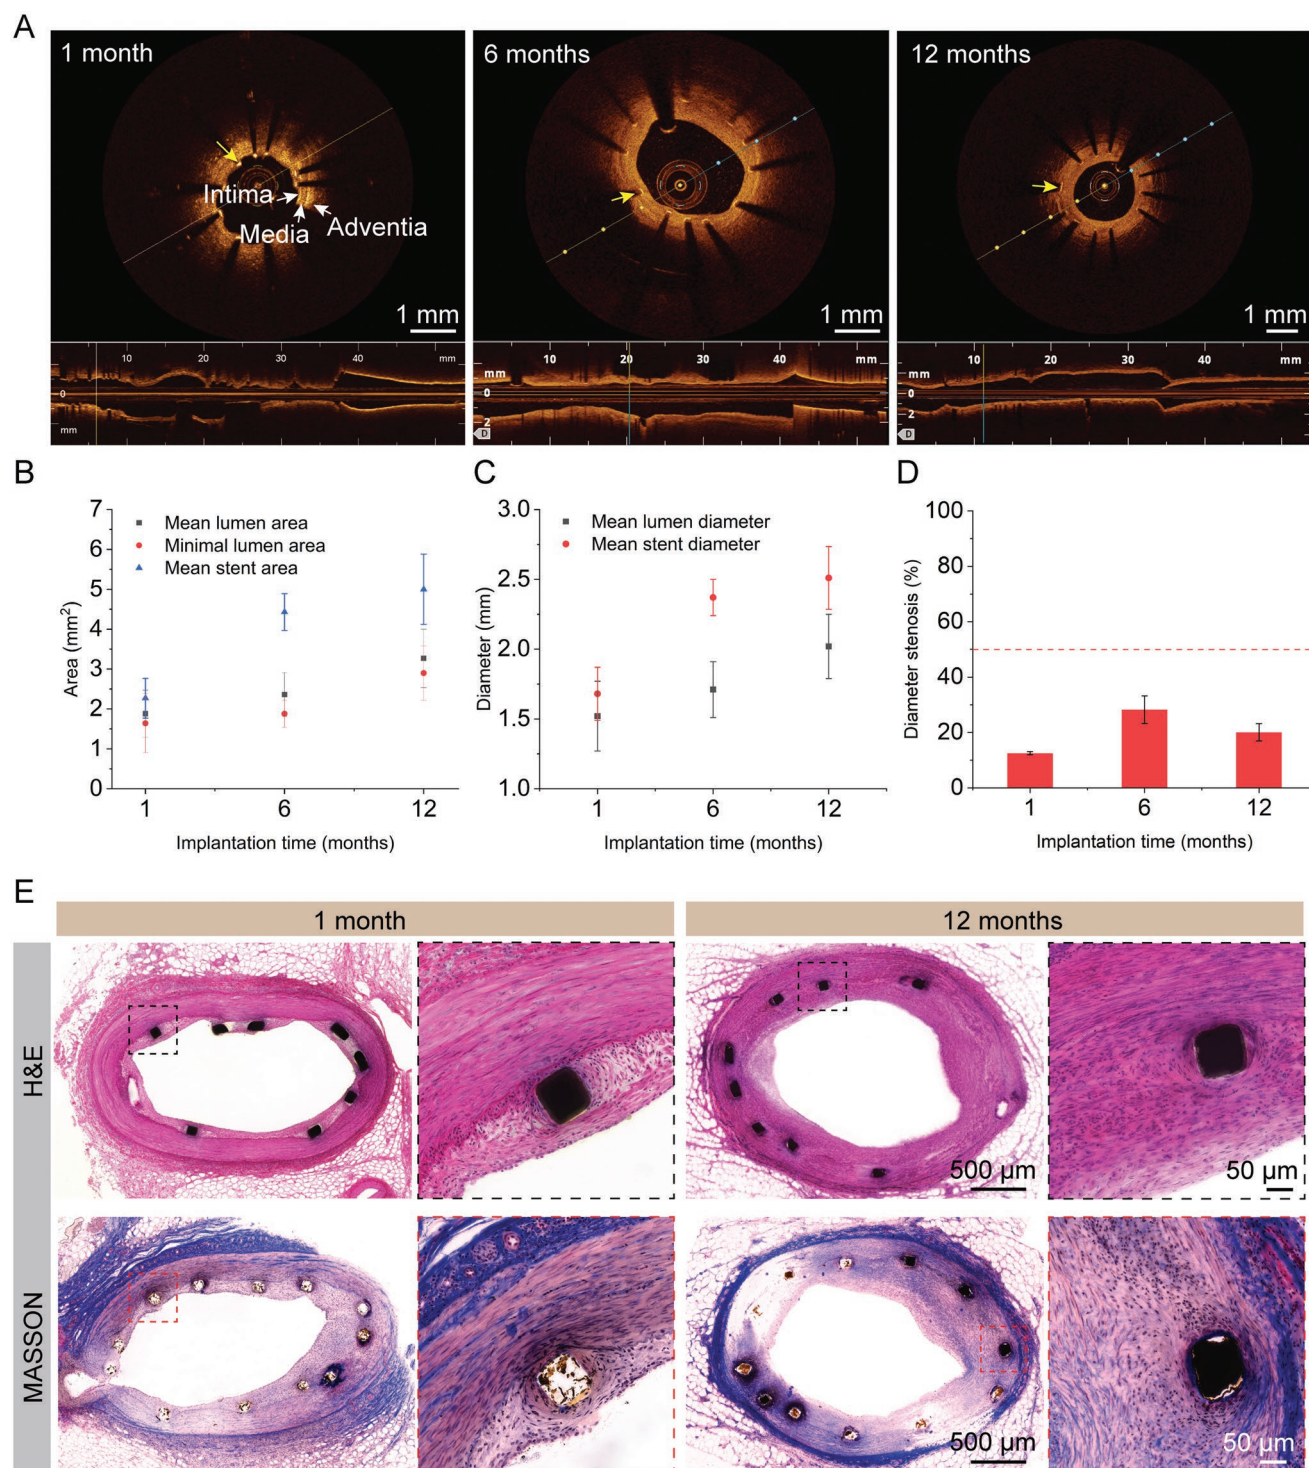 A
1 month
Intima
Media
Adventia
1 mm
10 20 30 40 mm
0
mm
6 months
1 mm
mm 10 20 30 40
0
2
D
12 months
1 mm
mm 10 20 30 40
0
2
D
B
7
6
5
4
3
2
1
0
Area (mm²)
Mean lumen area
Minimal lumen area
Mean stent area
1 6 12
Implantation time (months)
C
3.0
2.5
2.0
1.5
1.0
Diameter (mm)
Mean lumen diameter
Mean stent diameter
1 6 12
Implantation time (months)
D
100
80
60
40
20
0
Diameter stenosis (%)
1 6 12
Implantation time (months)
E
1 month
12 months
H&E
500 µm
50 µm
MASSON
500 µm
50 µm